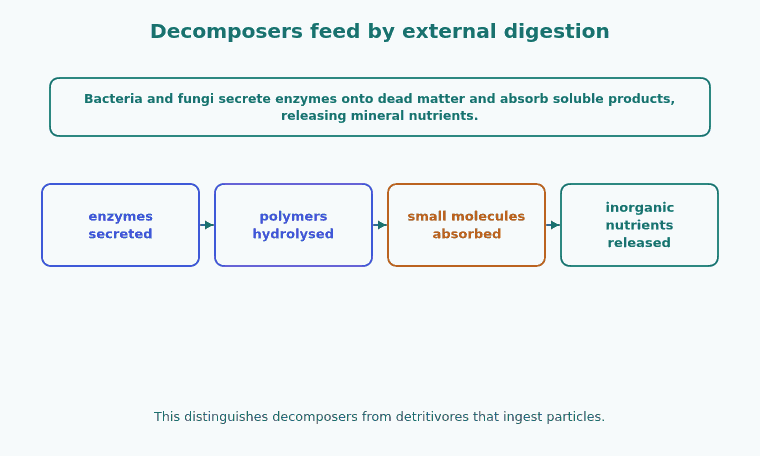 Decomposers feed by external digestion
Bacteria and fungi secrete enzymes onto dead matter and absorb soluble products,
releasing mineral nutrients.
enzymes
secreted
polymers
hydrolysed
small molecules
absorbed
inorganic
nutrients
released
This distinguishes decomposers from detritivores that ingest particles.